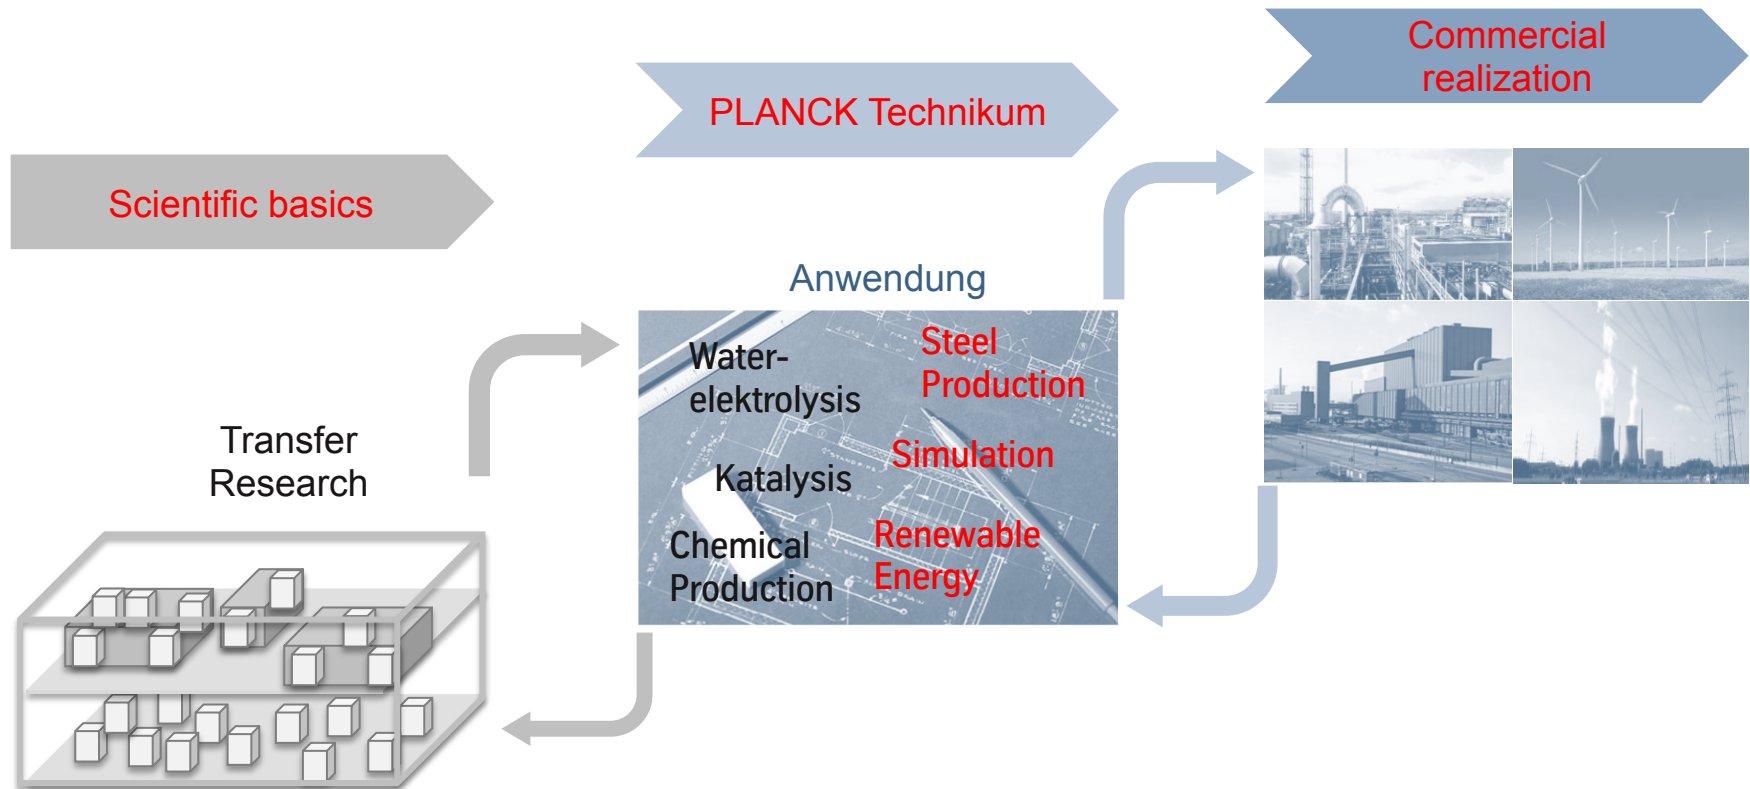 Commercial
realization
PLANCK Technikum
Scientific basics
Anwendung
Water-
elektrolysis
Steel
Production
Katalysis
Simulation
Chemical
Production
Renewable
Energy
Transfer
Research